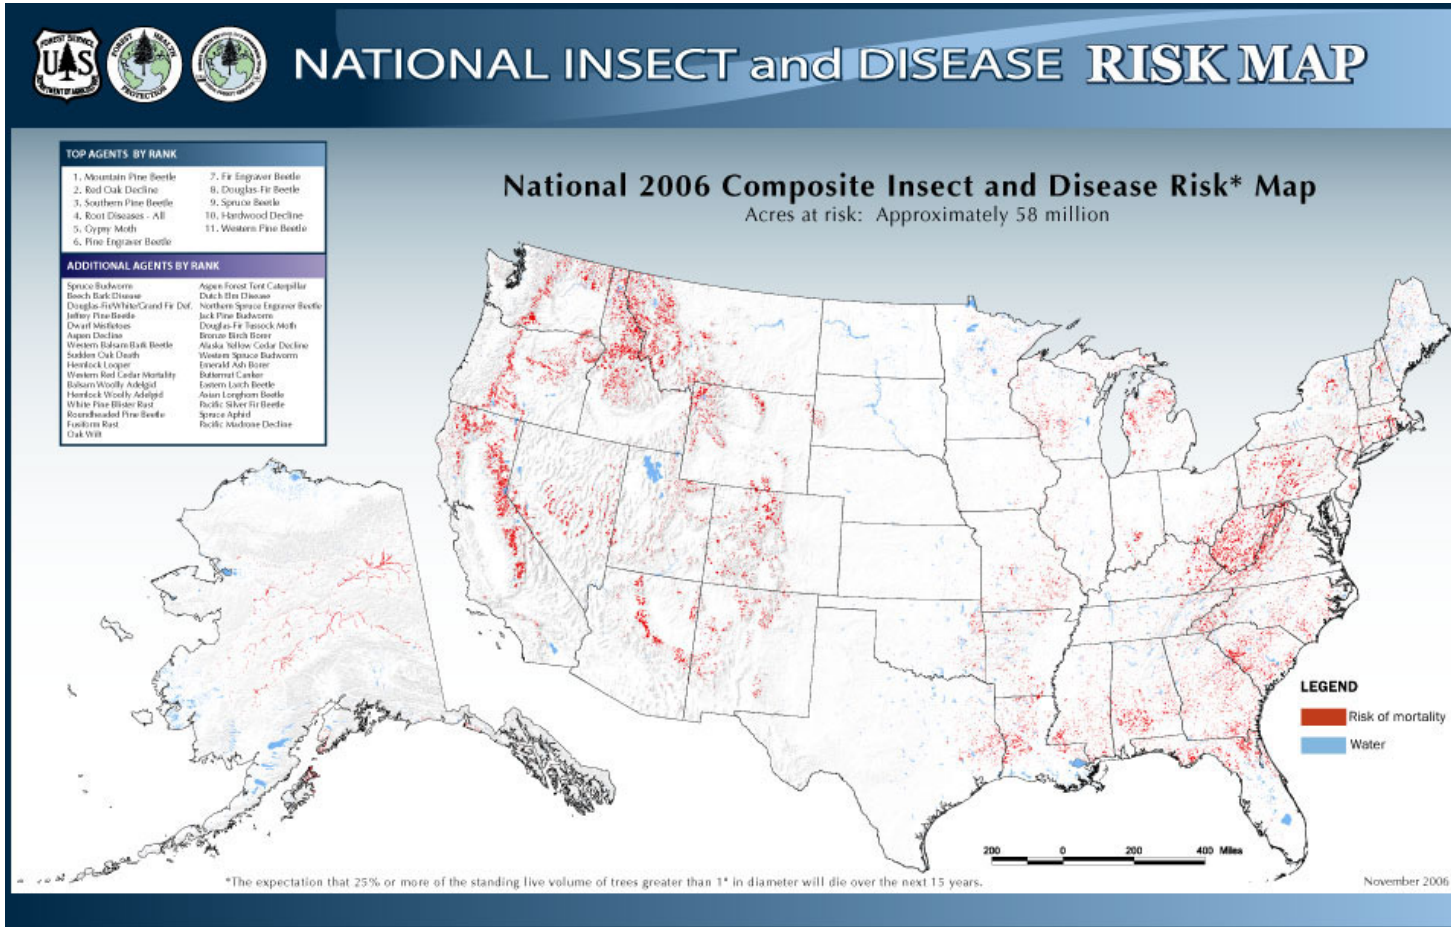 FOREST SERVICE
U S
DEPARTMENT OF AGRICULTURE
FOREST HEALTH
PROTECTION
NATIONAL INSECT and DISEASE RISK MAP
TOP AGENTS BY RANK
1. Mountain Pine Beetle
2. Red Oak Decline
3. Southern Pine Beetle
4. Root Diseases - All
5. Gypsy Moth
6. Pine Engraver Beetle
7. Fir Engraver Beetle
8. Douglas-Fir Beetle
9. Spruce Beetle
10. Hardwood Decline
11. Western Pine Beetle
ADDITIONAL AGENTS BY RANK
Spruce Budworm
Beech Bark Disease
Douglas-Fir/White/Grand Fir Def.
Jeffery Pine Beetle
Dwarf Mistletoes
Aspen Decline
Western Balsam Bark Beetle
Sudden Oak Death
Hemlock Looper
Western Red Cedar Mortality
Balsam Woolly Adelgid
Hemlock Woolly Adelgid
White Pine Blister Rust
Roundheaded Pine Beetle
Fusiform Rust
Oak Wilt
Aspen Forest Tent Caterpillar
Dutch Elm Disease
Northern Spruce Engraver Beetle
Jack Pine Budworm
Douglas-Fir Tussock Moth
Bronze Birch Borer
Alaska Yellow Cedar Decline
Western Spruce Budworm
Emerald Ash Borer
Butternut Canker
Eastern Larch Beetle
Asian Longhorn Beetle
Pacific Silver Fir Beetle
Spruce Aphid
Pacific Madrone Decline
National 2006 Composite Insect and Disease Risk* Map
Acres at risk: Approximately 58 million
LEGEND
Risk of mortality
Water
200 0 200 400 Miles
*The expectation that 25% or more of the standing live volume of trees greater than 1" in diameter will die over the next 15 years.
November 2006